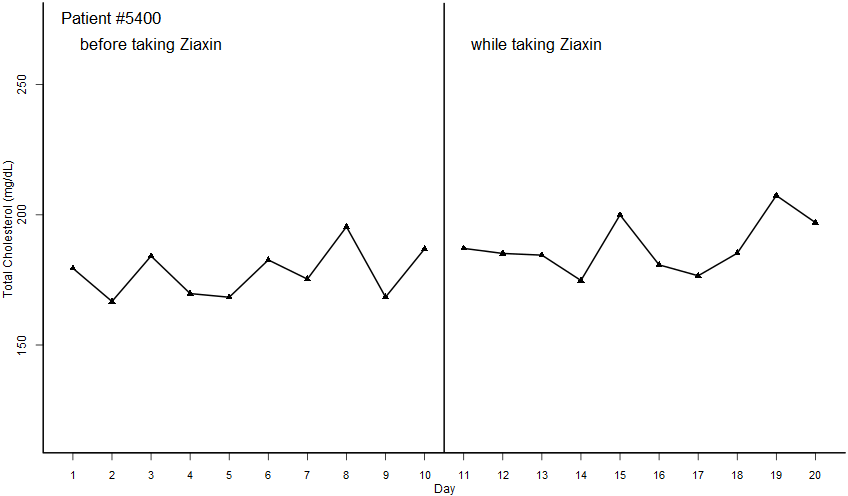 Patient #5400
before taking Ziaxin
while taking Ziaxin
Total Cholesterol (mg/dL)
250
200
150
1 2 3 4 5 6 7 8 9 10 11 12 13 14 15 16 17 18 19 20
Day